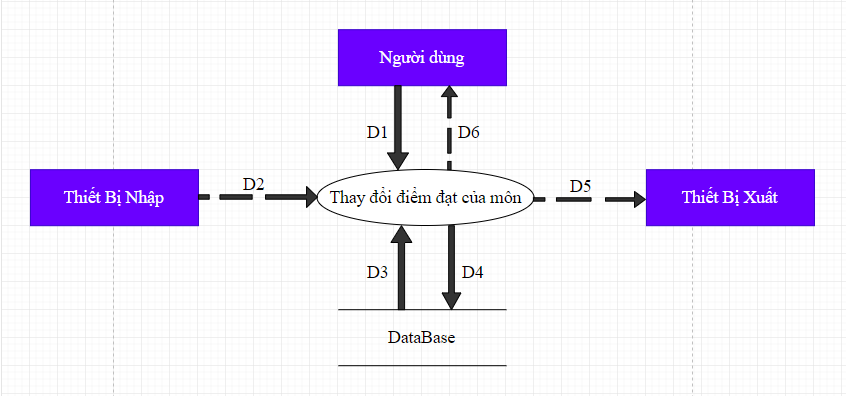 Người dùng
D1
D6
Thiết Bị Nhập
D2
Thay đổi điểm đạt của môn
D5
Thiết Bị Xuất
D3
D4
DataBase